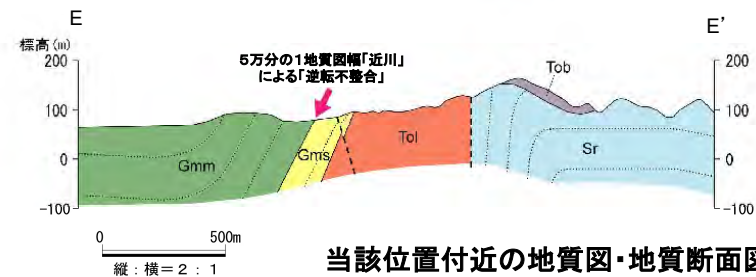 E
E'
標高(m)
200
100
0
-100
5万分の1地質図幅「近川」
による「逆転不整合」
Tob
Gmm
Gms
Tol
Sr
200
100
0
-100
0 500m
縦:横=2:1
当該位置付近の地質図・地質断面図